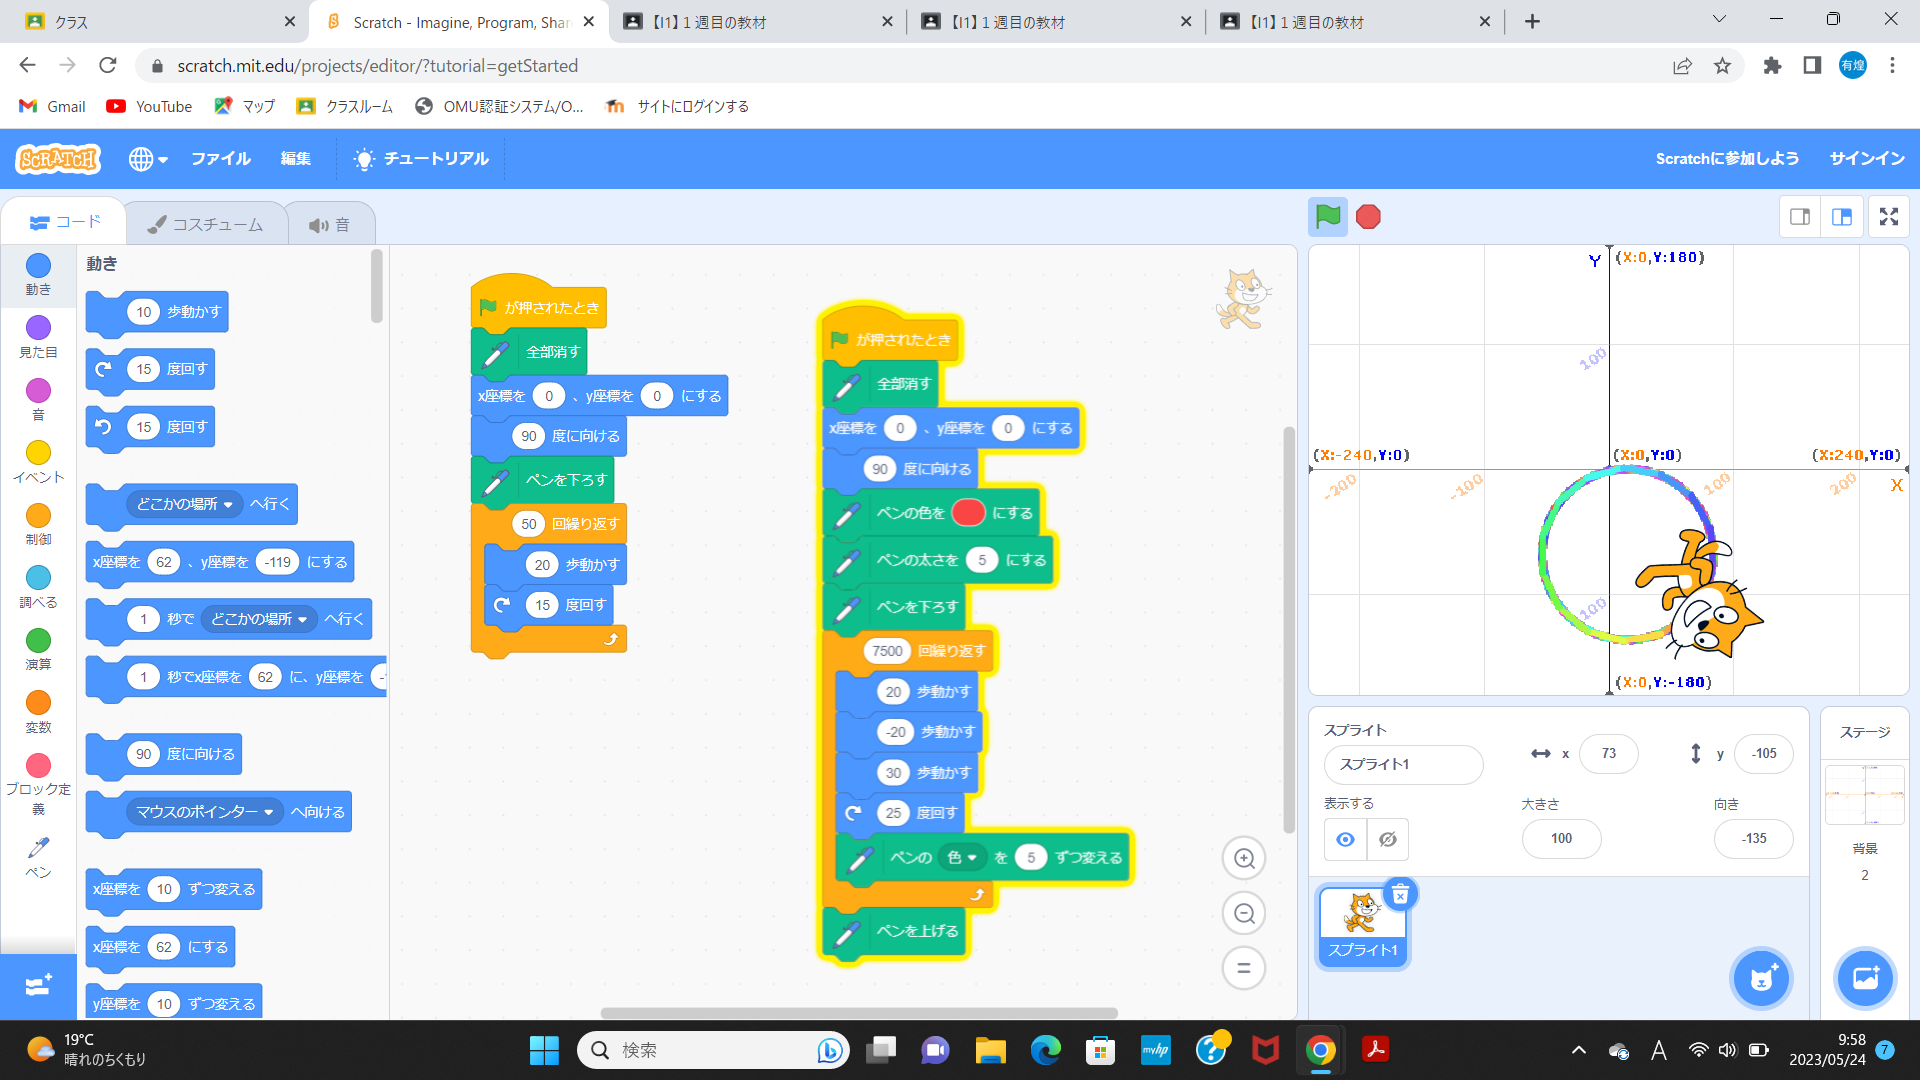 クラス
Scratch - Imagine, Program, Shar
【I1】1 週目の教材
【I1】1 週目の教材
【I1】1 週目の教材
scratch.mit.edu/projects/editor/?tutorial=getStarted
有煌
Gmail
YouTube
マップ
クラスルーム
OMU認証システム/O...
サイトにログインする
SCRATCH
ファイル
編集
チュートリアル
Scratchに参加しよう
サインイン
コード
コスチューム
音
動き
見た目
音
イベント
制御
調べる
演算
変数
ブロック定
義
ペン
動き
10 歩動かす
15 度回す
15 度回す
どこかの場所 へ行く
x座標を 62 、y座標を -119 にする
1 秒で どこかの場所 へ行く
1 秒でx座標を 62 に、y座標を
90 度に向ける
マウスのポインター へ向ける
x座標を 10 ずつ変える
x座標を 62 にする
y座標を 10 ずつ変える
が押されたとき
全部消す
x座標を 0 、y座標を 0 にする
90 度に向ける
ペンを下ろす
50 回繰り返す
20 歩動かす
15 度回す
が押されたとき
全部消す
x座標を 0 、y座標を 0 にする
90 度に向ける
ペンの色を にする
ペンの太さを 5 にする
ペンを下ろす
7500 回繰り返す
20 歩動かす
-20 歩動かす
30 歩動かす
25 度回す
ペンの 色 を 5 ずつ変える
ペンを上げる
Y (X:0,Y:180)
100
(X:-240,Y:0) (X:0,Y:0) (X:240,Y:0)
-200 -100 100 200 X
100
(X:0,Y:-180)
スプライト
スプライト1
x 73
y -105
表示する
大きさ
100
向き
-135
スプライト1
ステージ
背景
2
19°C
晴れのちくもり
検索
myhp
A
9:58
2023/05/24
7